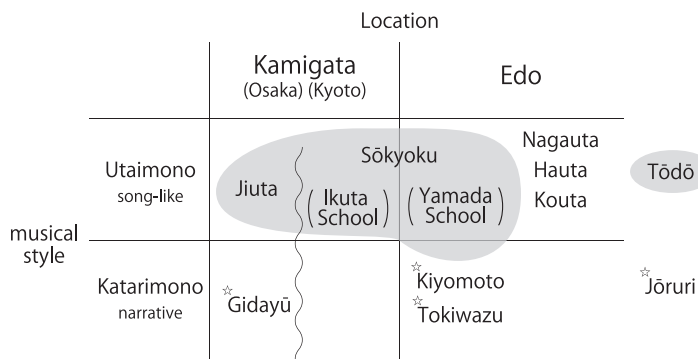 Location
Kamigata
(Osaka) (Kyoto)
Edo
musical
style
Utaimono
song-like
Jiuta
Sōkyoku
(Ikuta
School)
(Yamada
School)
Nagauta
Hauta
Kouta
Tōdō
Katarimono
narrative
☆Gidayū
☆Kiyomoto
☆Tokiwazu
☆Jōruri